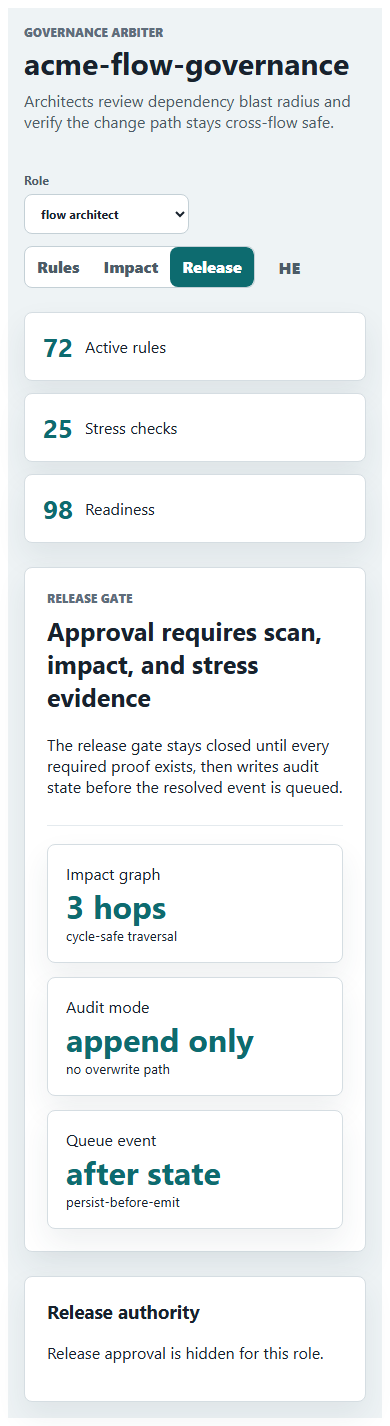 GOVERNANCE ARBITER
acme-flow-governance
Architects review dependency blast radius and
verify the change path stays cross-flow safe.
Role
flow architect
Rules Impact Release HE
72 Active rules
25 Stress checks
98 Readiness
RELEASE GATE
Approval requires scan,
impact, and stress
evidence
The release gate stays closed until every
required proof exists, then writes audit
state before the resolved event is queued.
Impact graph
3 hops
cycle-safe traversal
Audit mode
append only
no overwrite path
Queue event
after state
persist-before-emit
Release authority
Release approval is hidden for this role.